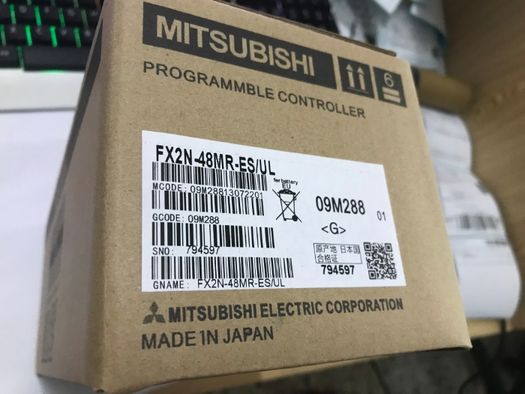 MITSUBISHI
6
PROGRAMMBLE CONTROLLER
FX2N-48MR-ES/UL
MCODE: 09M28813072201
GCODE: 09M288
SNO: 794597
GNAME: FX2N-48MR-ES/UL
for battery
EU
09M288 01
<G>
原产地 日本国
合格证
794597
MITSUBISHI ELECTRIC CORPORATION
MADE IN JAPAN